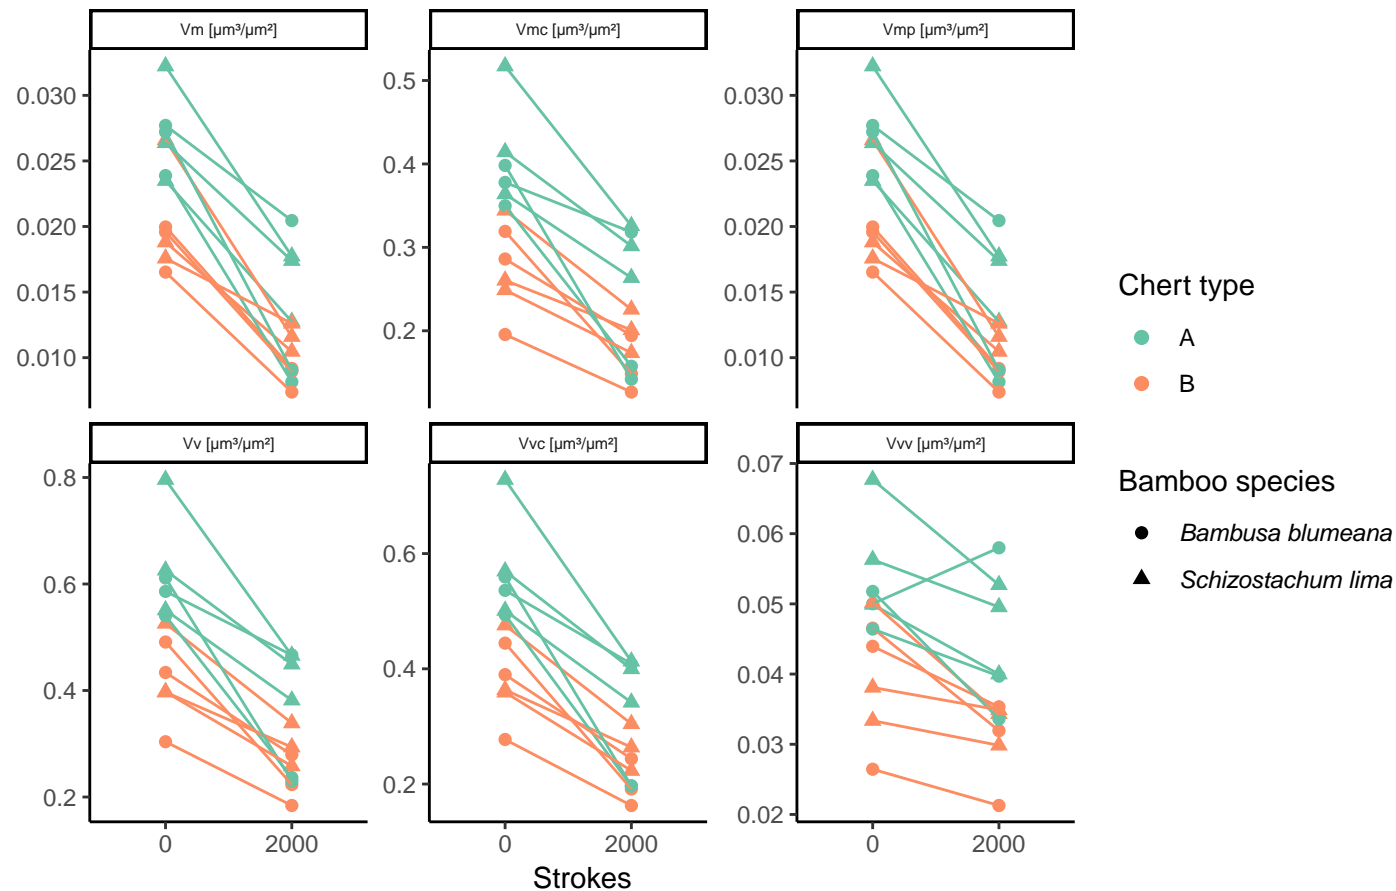 Vm [µm³/µm²]
Vmc [µm³/µm²]
Vmp [µm³/µm²]
0.030
0.025
0.020
0.015
0.010
0.5
0.4
0.3
0.2
0.030
0.025
0.020
0.015
0.010
Vv [µm³/µm²]
Vvc [µm³/µm²]
Vvv [µm³/µm²]
0.8
0.6
0.4
0.2
0.6
0.4
0.2
0.07
0.06
0.05
0.04
0.03
0.02
0 2000
0 2000
0 2000
Strokes
Chert type
A
B
Bamboo species
Bambusa blumeana
Schizostachum lima